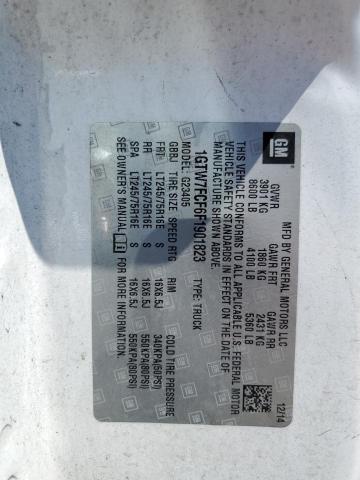 GM
MFD BY GENERAL MOTORS LLC 12/14
GVWR GAWR FRT GAWR RR
3901 KG 1860 KG 2431 KG
8600 LB 4100 LB 5360 LB
THIS VEHICLE CONFORMS TO ALL APPLICABLE U.S. FEDERAL MOTOR
VEHICLE SAFETY STANDARDS IN EFFECT ON THE DATE OF
MANUFACTURE SHOWN ABOVE.
TYPE: TRUCK
MODEL: G23405
GBBJ TIRE SIZE SPEED RTG RIM COLD TIRE PRESSURE
FRT LT245/75R16E S 16X6.5J 340KPA(50PSI)
RR LT245/75R16E S 16X6.5J 550KPA(80PSI)
SPA LT245/75R16E S 16X6.5J 550KPA(80PSI)
SEE OWNER'S MANUAL FOR MORE INFORMATION